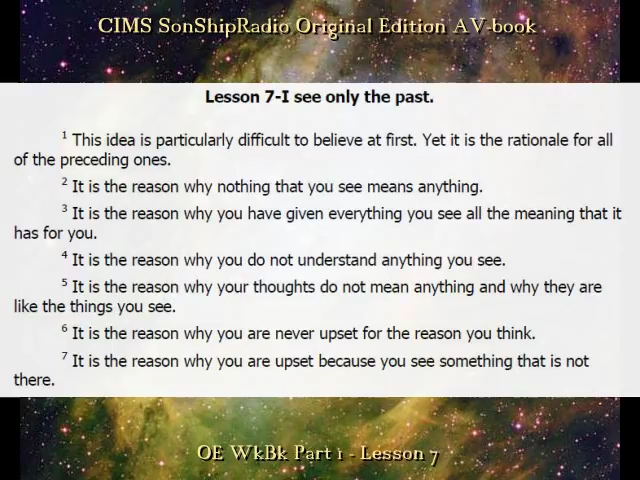 CIMS SonShipRadio Original Edition AV-book
Lesson 7-I see only the past.
1 This idea is particularly difficult to believe at first. Yet it is the rationale for all
of the preceding ones.
2 It is the reason why nothing that you see means anything.
3 It is the reason why you have given everything you see all the meaning that it
has for you.
4 It is the reason why you do not understand anything you see.
5 It is the reason why your thoughts do not mean anything and why they are
like the things you see.
6 It is the reason why you are never upset for the reason you think.
7 It is the reason why you are upset because you see something that is not
there.
OE WkBk Part 1 - Lesson 7